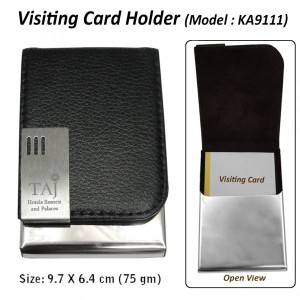 Visiting Card Holder (Model : KA9111)
TAJ
Hotels Resorts
and Palaces
Visiting Card
Size: 9.7 X 6.4 cm (75 gm)
Open View